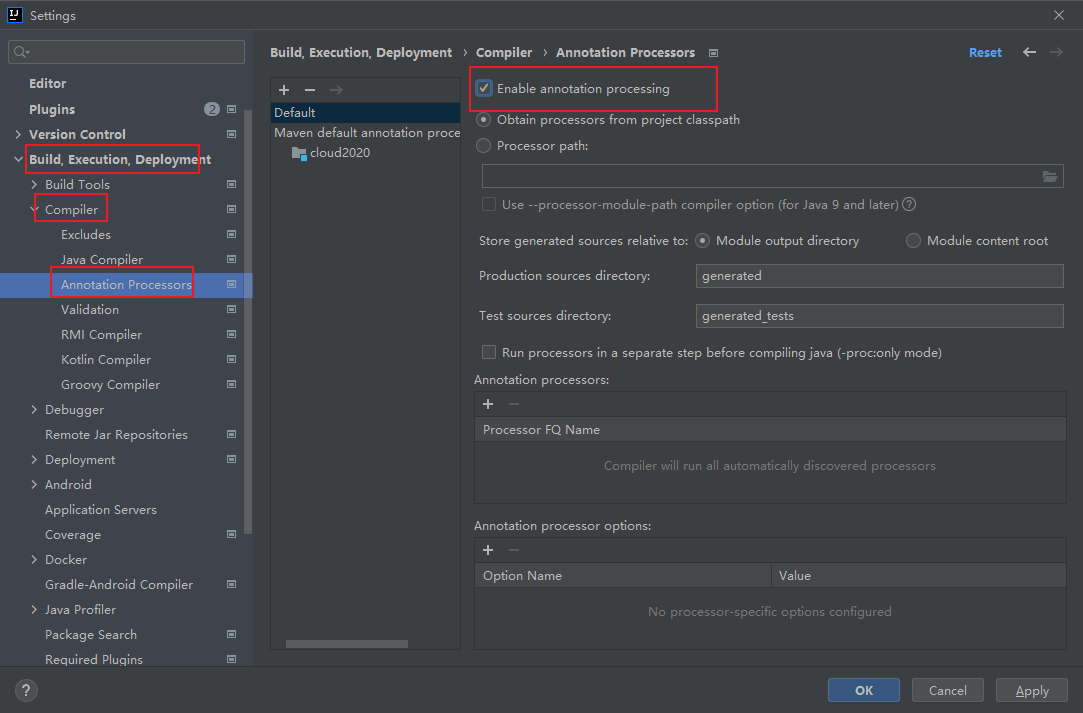 Settings
Editor
Plugins 2
Version Control
Build, Execution, Deployment
Build Tools
Compiler
Excludes
Java Compiler
Annotation Processors
Validation
RMI Compiler
Kotlin Compiler
Groovy Compiler
Debugger
Remote Jar Repositories
Deployment
Android
Application Servers
Coverage
Docker
Gradle-Android Compiler
Java Profiler
Package Search
Required Plugins
Build, Execution, Deployment › Compiler › Annotation Processors
Reset
Default
Maven default annotation proce
cloud2020
Enable annotation processing
Obtain processors from project classpath
Processor path:
Use --processor-module-path compiler option (for Java 9 and later) ?
Store generated sources relative to: Module output directory Module content root
Production sources directory: generated
Test sources directory: generated_tests
Run processors in a separate step before compiling java (-proc:only mode)
Annotation processors:
Processor FQ Name
Compiler will run all automatically discovered processors
Annotation processor options:
Option Name Value
No processor-specific options configured
? OK Cancel Apply